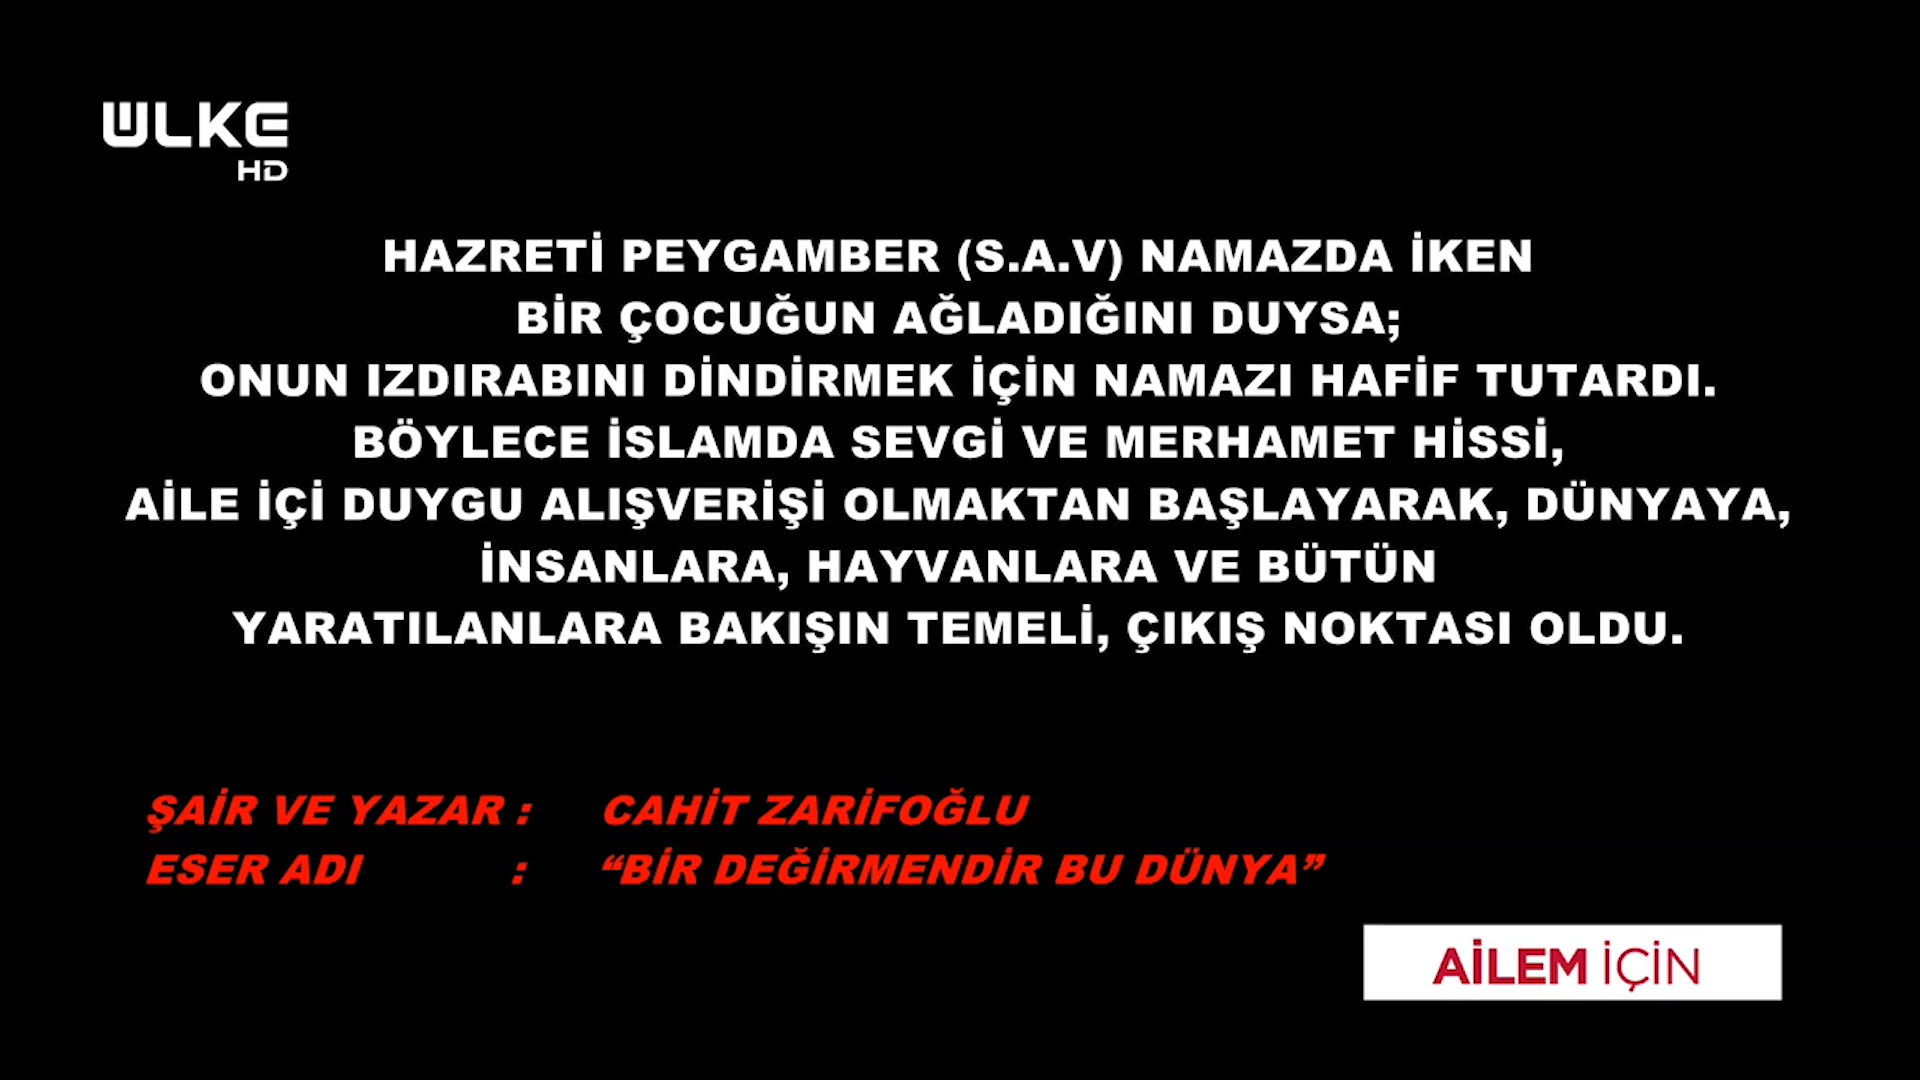 ÜLKE
HD
HAZRETİ PEYGAMBER (S.A.V) NAMAZDA İKEN
BİR ÇOCUĞUN AĞLADIĞINI DUYSA;
ONUN IZDIRABINI DİNDİRMEK İÇİN NAMAZI HAFİF TUTARDI.
BÖYLECE İSLAMDA SEVGİ VE MERHAMET HİSSİ,
AİLE İÇİ DUYGU ALIŞVERİŞİ OLMAKTAN BAŞLAYARAK, DÜNYAYA,
İNSANLARA, HAYVANLARA VE BÜTÜN
YARATILANLARA BAKIŞIN TEMELİ, ÇIKIŞ NOKTASI OLDU.
ŞAİR VE YAZAR : CAHİT ZARİFOĞLU
ESER ADI : “BİR DEĞİRMENDİR BU DÜNYA”
AİLEM İÇİN